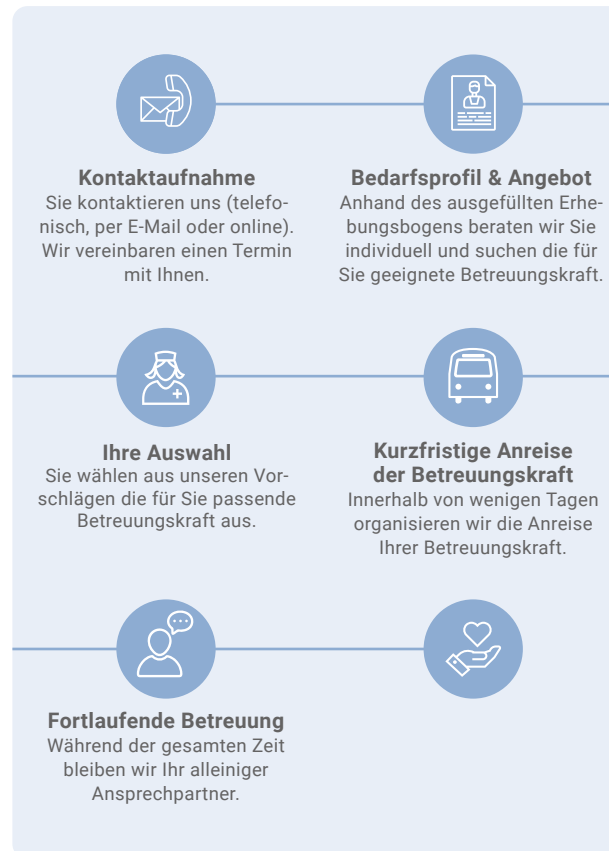 Kontaktaufnahme
Sie kontaktieren uns (telefo-
nisch, per E-Mail oder online).
Wir vereinbaren einen Termin
mit Ihnen.
Bedarfsprofil & Angebot
Anhand des ausgefüllten Erhe-
bungsbogens beraten wir Sie
individuell und suchen die für
Sie geeignete Betreuungskraft.
Ihre Auswahl
Sie wählen aus unseren Vor-
schlägen die für Sie passende
Betreuungskraft aus.
Kurzfristige Anreise
der Betreuungskraft
Innerhalb von wenigen Tagen
organisieren wir die Anreise
Ihrer Betreuungskraft.
Fortlaufende Betreuung
Während der gesamten Zeit
bleiben wir Ihr alleiniger
Ansprechpartner.